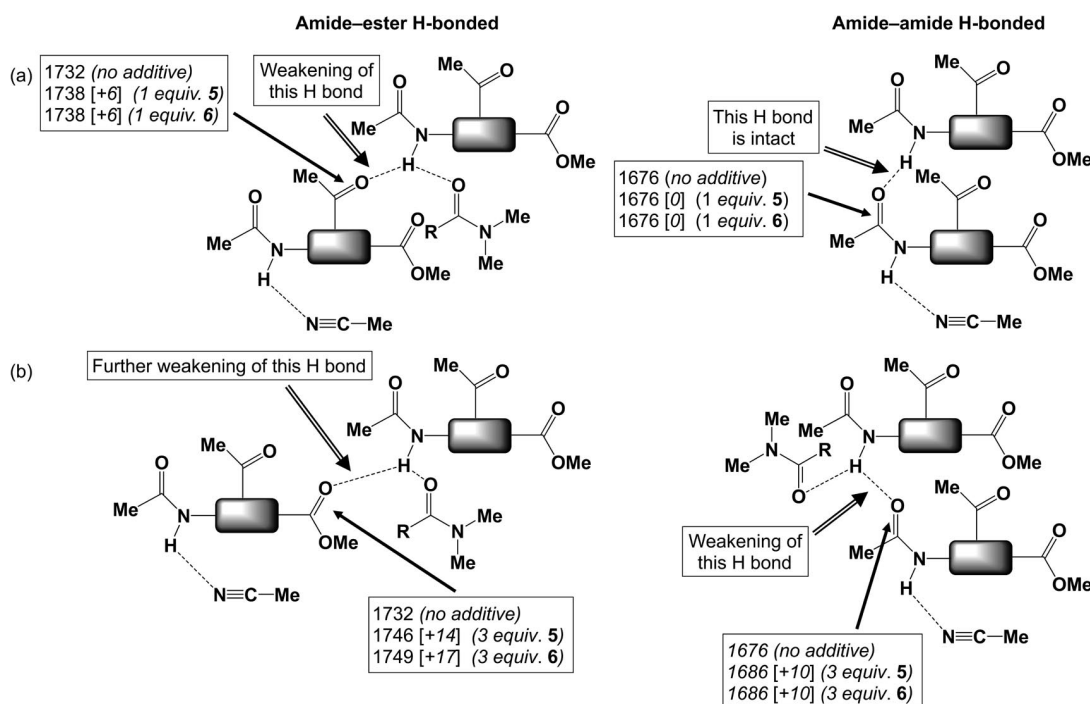 Amide–ester H-bonded
Amide–amide H-bonded
(a)
1732 (no additive)
1738 [+6] (1 equiv. 5)
1738 [+6] (1 equiv. 6)
Weakening of
this H bond
Me
O
O
Me
N
H
O
OMe
Me
O
O
Me
N
H
O
OMe
O
R
N
Me
Me
N≡C–Me
This H bond
is intact
1676 (no additive)
1676 [0] (1 equiv. 5)
1676 [0] (1 equiv. 6)
Me
O
O
Me
N
H
O
OMe
Me
O
O
Me
N
H
O
OMe
N≡C–Me
(b)
Further weakening of this H bond
Me
O
O
Me
N
H
O
OMe
Me
O
O
Me
N
H
O
OMe
O
R
N
Me
Me
N≡C–Me
1732 (no additive)
1746 [+14] (3 equiv. 5)
1749 [+17] (3 equiv. 6)
Me
O
O
Me
N
H
O
OMe
Me
N
Me
R
O
Weakening of
this H bond
Me
O
O
Me
N
H
O
OMe
N≡C–Me
1676 (no additive)
1686 [+10] (3 equiv. 5)
1686 [+10] (3 equiv. 6)